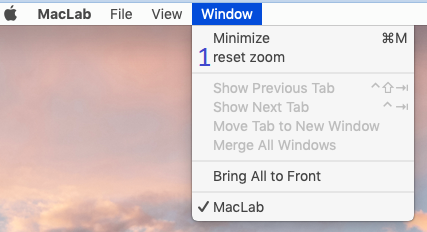 MacLab File View Window
Minimize ⌘M
1 reset zoom
Show Previous Tab ⌃⇧⇥
Show Next Tab ⌃⇥
Move Tab to New Window
Merge All Windows
Bring All to Front
✓ MacLab